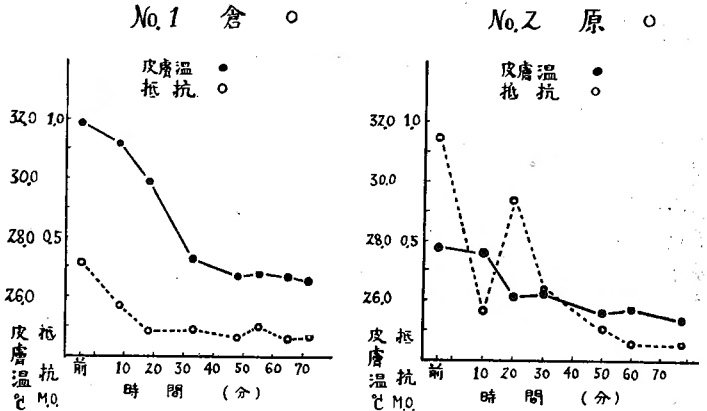 No.1 倉 ○
皮膚温 ●
抵抗 ○
32.0 1.0
30.0
28.0 0.5
26.0
皮膚温 ℃
抵抗 M.Ω.
前 10 20 30 40 50 60 70
時間 (分)
No.2 原 ○
皮膚温 ●
抵抗 ○
32.0 1.0
30.0
28.0 0.5
26.0
皮膚温 ℃
抵抗 M.Ω.
前 10 20 30 50 60 70
時間 (分)